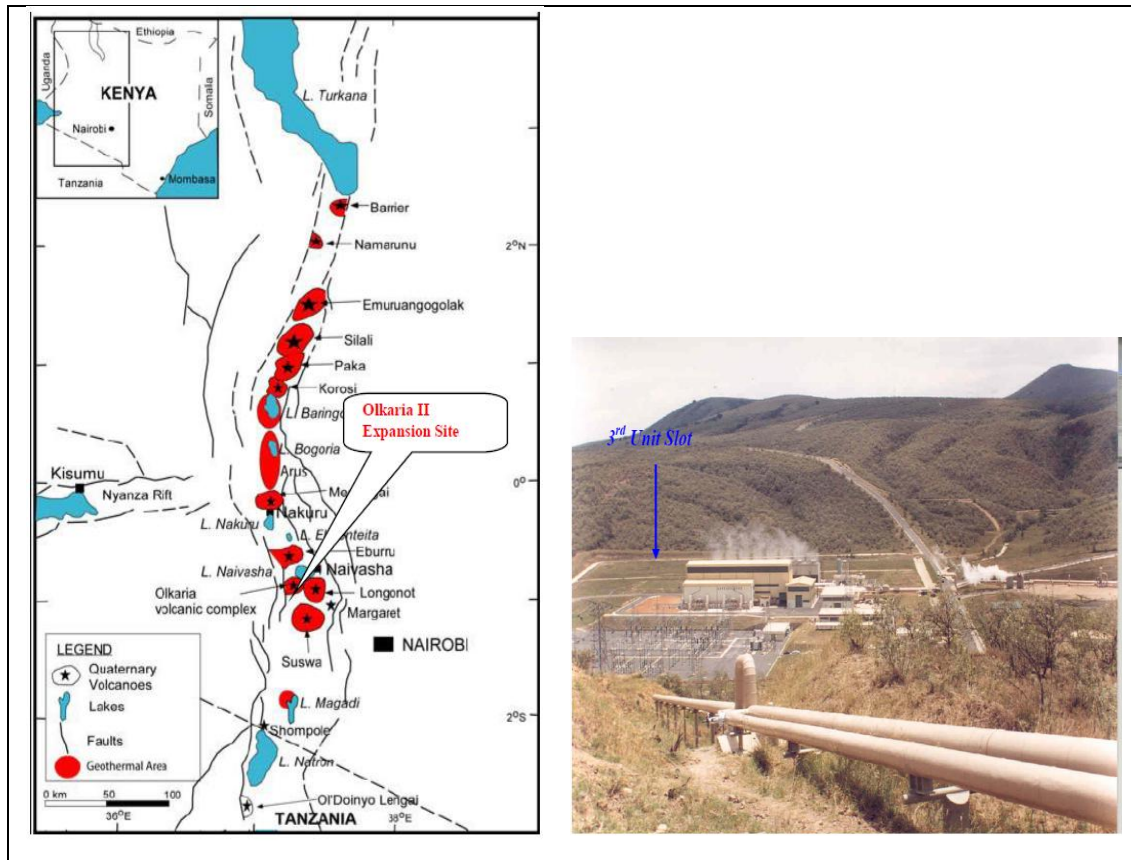 Ethiopia
Uganda
KENYA
Somalia
Nairobi
Tanzania
Mombasa
L. Turkana
Barrier
2°N
Namarunu
Emuruangogolak
Silali
Paka
Korosi
Olkaria II
Expansion Site
L. Baringo
L. Bogoria
Arus
Kisumu
Nyanza Rift
0°
Nakuru
L. Nakuru
Eburru
L. Naivasha
Naivasha
Olkaria
volcanic complex
Longonot
Margaret
NAIROBI
Suswa
LEGEND
Quaternary
Volcanoes
Lakes
Faults
Geothermal Area
0 km 50 100
L. Magadi
2°S
Shompole
L. Natron
Ol'Doinyo Lengai
TANZANIA
36°E
38°E
3rd Unit Slot